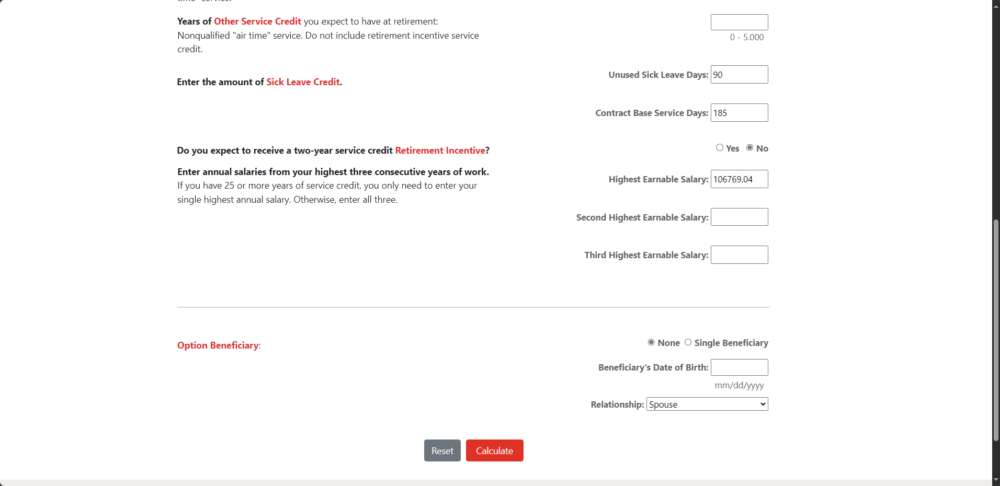 time" service.
Years of Other Service Credit you expect to have at retirement:
Nonqualified "air time" service. Do not include retirement incentive service
credit.
0 - 5.000
Enter the amount of Sick Leave Credit.
Unused Sick Leave Days: 90
Contract Base Service Days: 185
Do you expect to receive a two-year service credit Retirement Incentive?
Yes No
Enter annual salaries from your highest three consecutive years of work.
If you have 25 or more years of service credit, you only need to enter your
single highest annual salary. Otherwise, enter all three.
Highest Earnable Salary: 106769.04
Second Highest Earnable Salary:
Third Highest Earnable Salary:
Option Beneficiary:
None Single Beneficiary
Beneficiary's Date of Birth:
mm/dd/yyyy
Relationship: Spouse
Reset Calculate